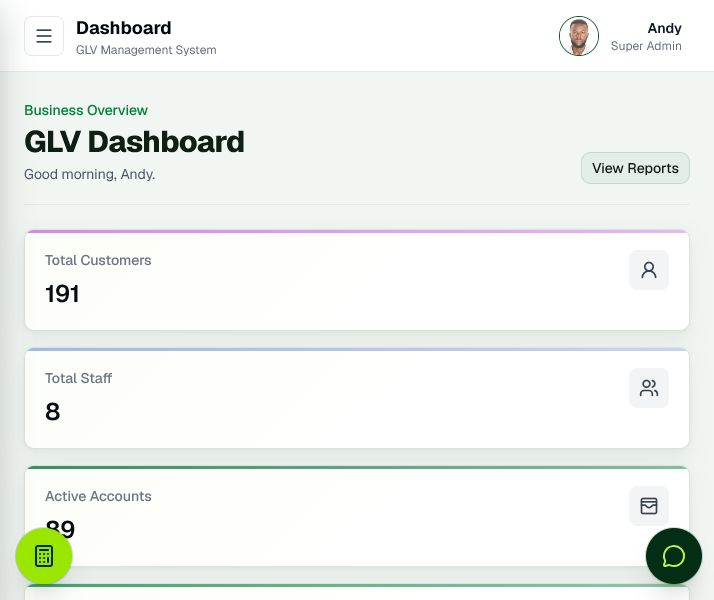 Dashboard
GLV Management System
Andy
Super Admin
Business Overview
GLV Dashboard
Good morning, Andy.
View Reports
Total Customers
191
Total Staff
8
Active Accounts
89